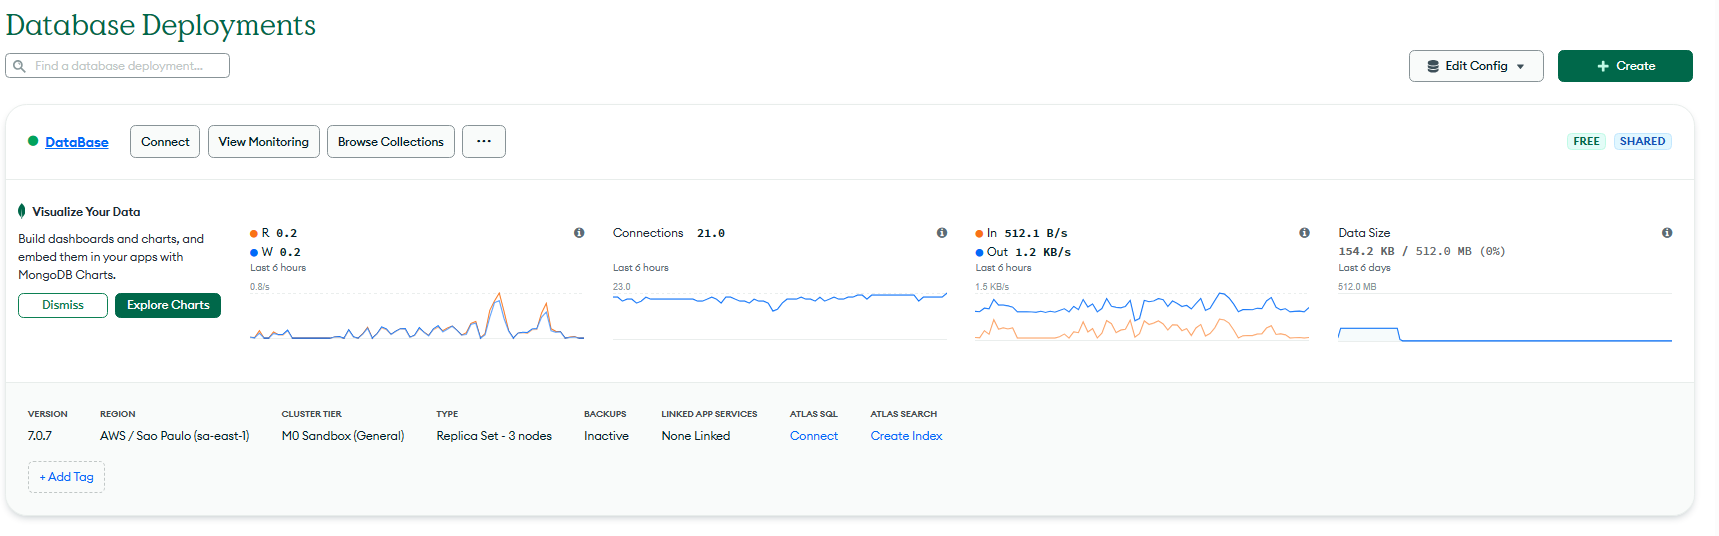 Database Deployments
Find a database deployment...
Edit Config
+ Create
DataBase
Connect
View Monitoring
Browse Collections
...
FREE
SHARED
Visualize Your Data
Build dashboards and charts, and
embed them in your apps with
MongoDB Charts.
Dismiss
Explore Charts
R 0.2
W 0.2
Last 6 hours
0.8/s
Connections 21.0
Last 6 hours
23.0
In 512.1 B/s
Out 1.2 KB/s
Last 6 hours
1.5 KB/s
Data Size
154.2 KB / 512.0 MB (0%)
Last 6 days
512.0 MB
VERSION
7.0.7
REGION
AWS / Sao Paulo (sa-east-1)
CLUSTER TIER
M0 Sandbox (General)
TYPE
Replica Set - 3 nodes
BACKUPS
Inactive
LINKED APP SERVICES
None Linked
ATLAS SQL
Connect
ATLAS SEARCH
Create Index
+ Add Tag